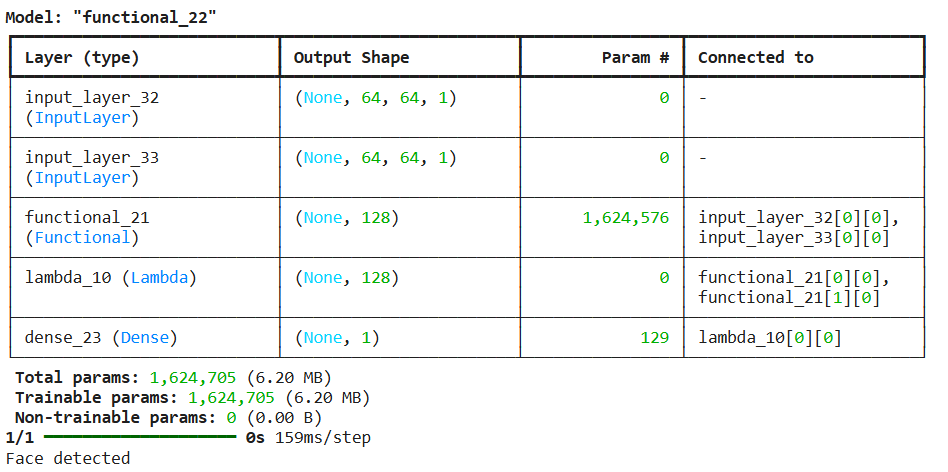 Model: "functional_22"
Layer (type) Output Shape Param # Connected to
input_layer_32 (None, 64, 64, 1) 0 -
(InputLayer)
input_layer_33 (None, 64, 64, 1) 0 -
(InputLayer)
functional_21 (None, 128) 1,624,576 input_layer_32[0][0],
(Functional) input_layer_33[0][0]
lambda_10 (Lambda) (None, 128) 0 functional_21[0][0],
functional_21[1][0]
dense_23 (Dense) (None, 1) 129 lambda_10[0][0]
Total params: 1,624,705 (6.20 MB)
Trainable params: 1,624,705 (6.20 MB)
Non-trainable params: 0 (0.00 B)
1/1 ━━━━━━━━━━━━━━━━━━━━ 0s 159ms/step
Face detected